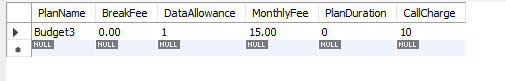 PlanName BreakFee DataAllowance MonthlyFee PlanDuration CallCharge
Budget3 0.00 1 15.00 0 10
NULL NULL NULL NULL NULL NULL